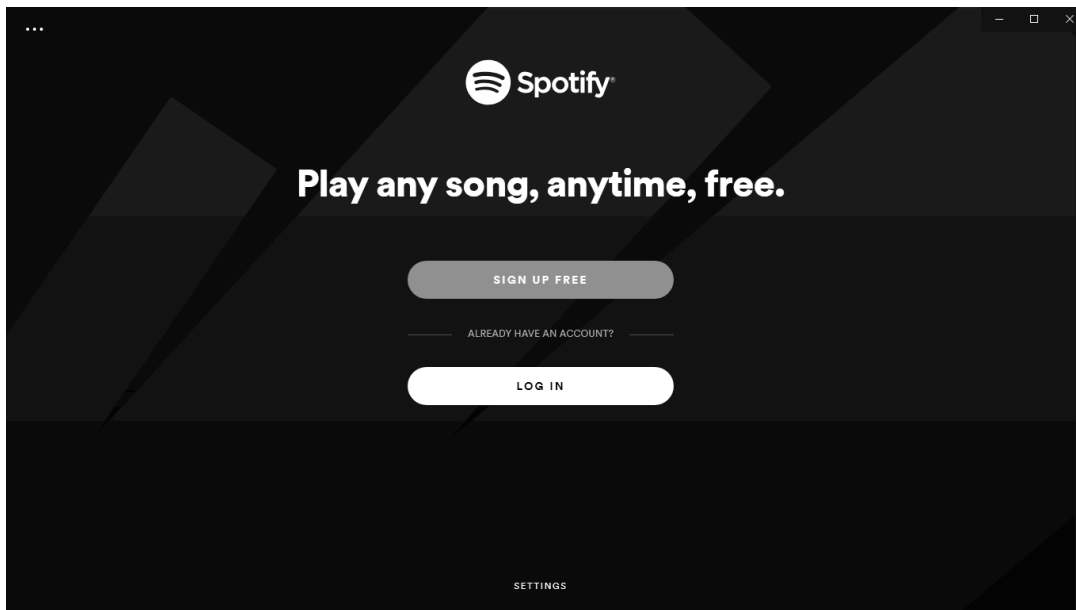 Spotify®
Play any song, anytime, free.
SIGN UP FREE
ALREADY HAVE AN ACCOUNT?
LOG IN
SETTINGS